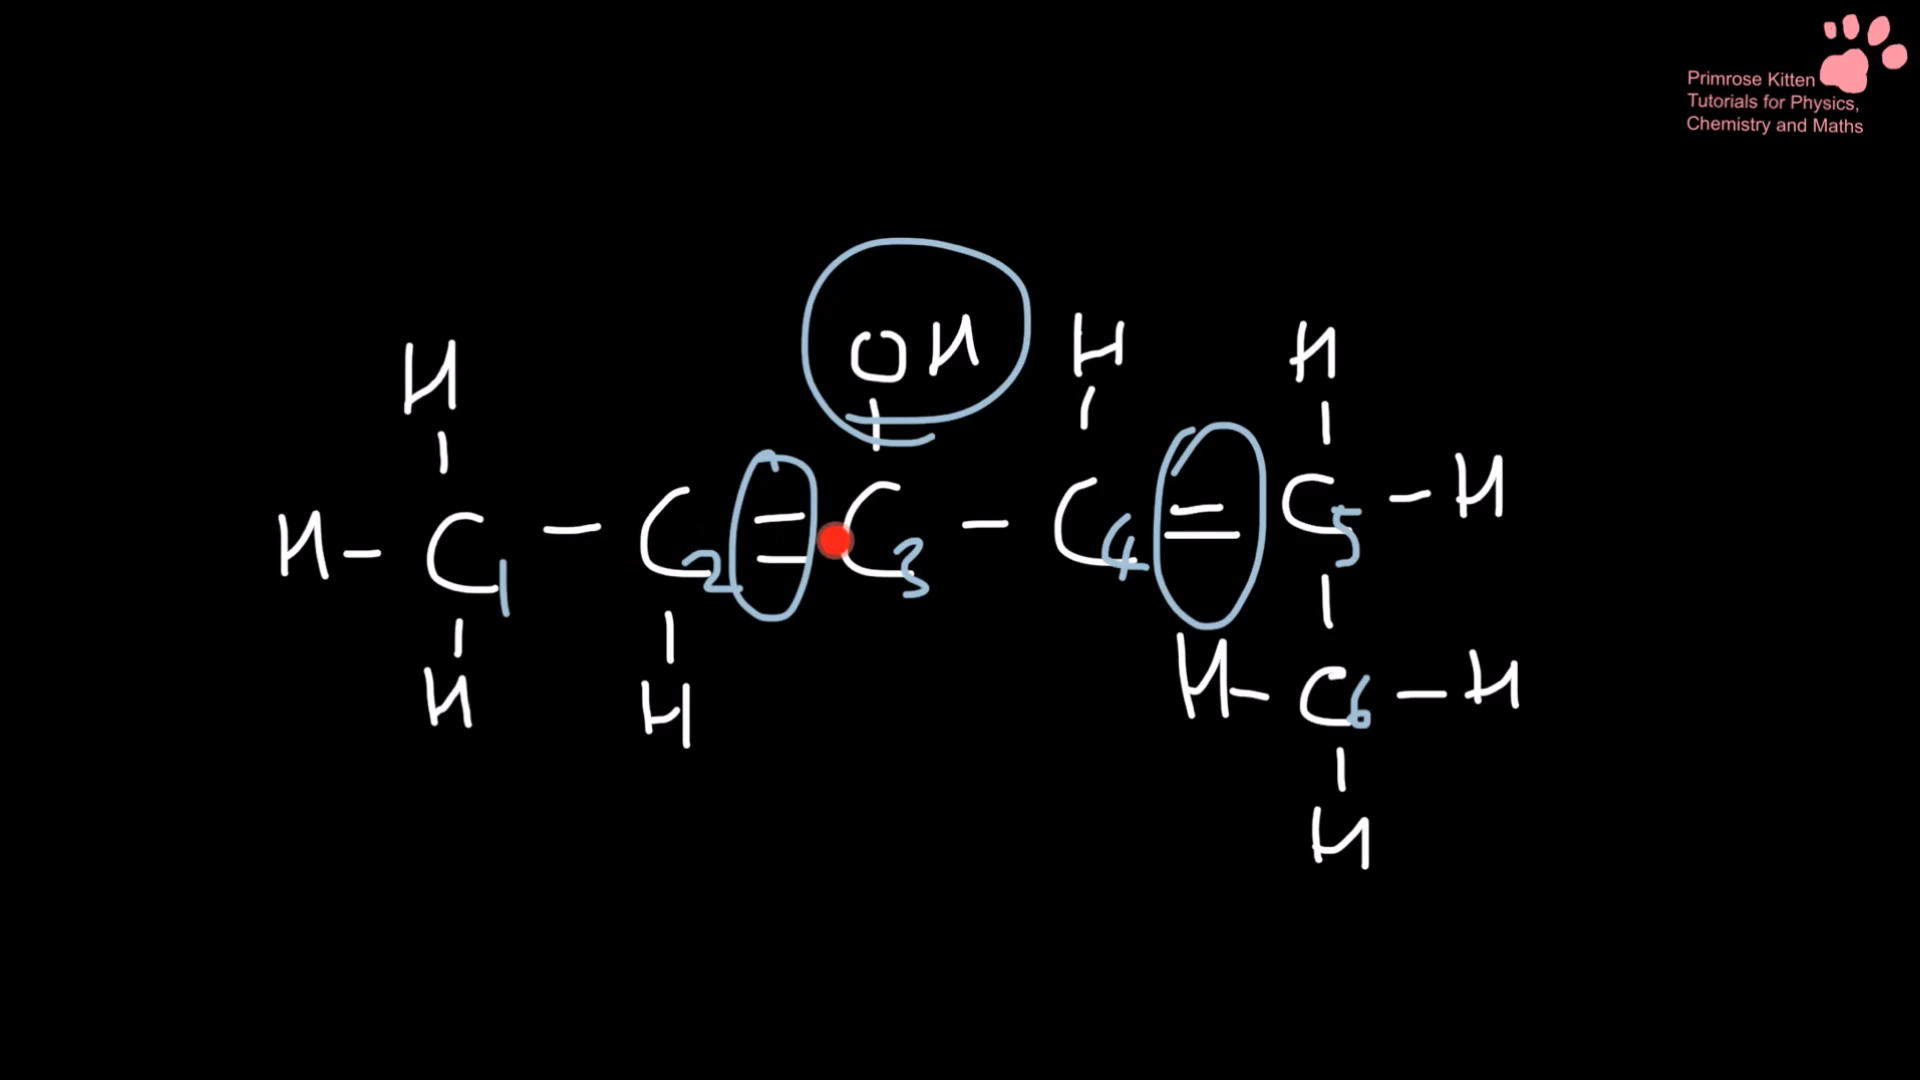 Primrose Kitten
Tutorials for Physics,
Chemistry and Maths
OH H H
H
H - C1 - C2 = C3 - C4 = C5 - H
H H H - C6 - H
H